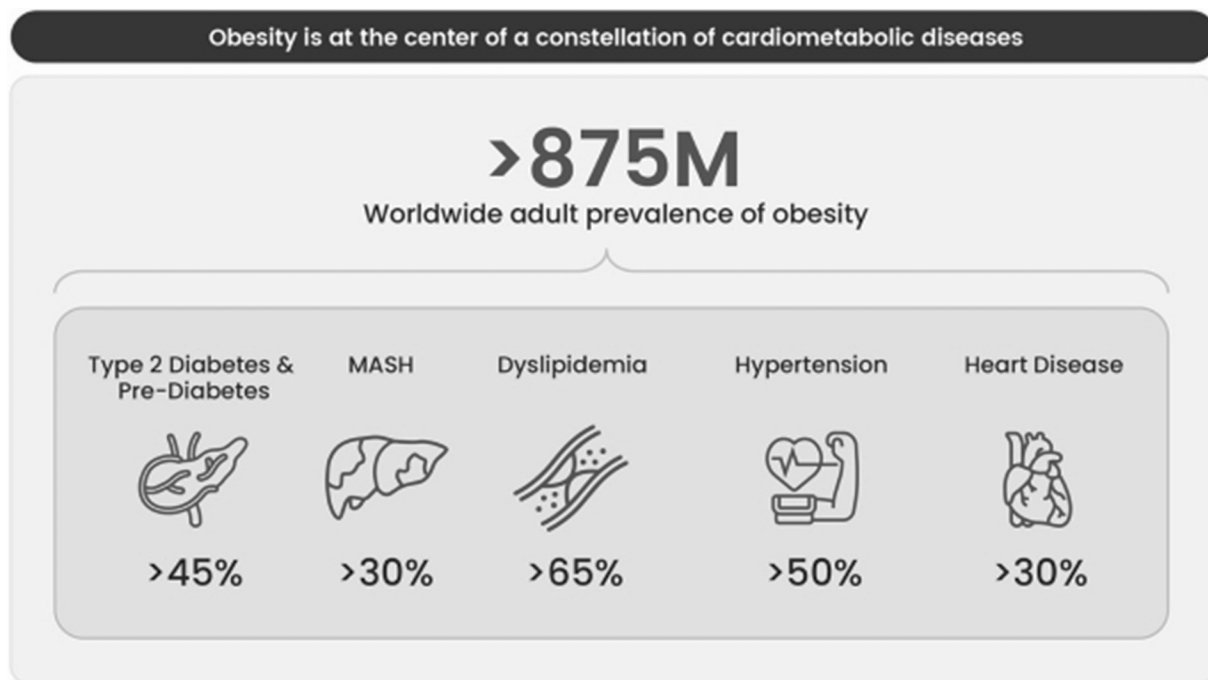 Obesity is at the center of a constellation of cardiometabolic diseases
>875M
Worldwide adult prevalence of obesity
Type 2 Diabetes &
Pre-Diabetes
MASH
Dyslipidemia
Hypertension
Heart Disease
>45%
>30%
>65%
>50%
>30%